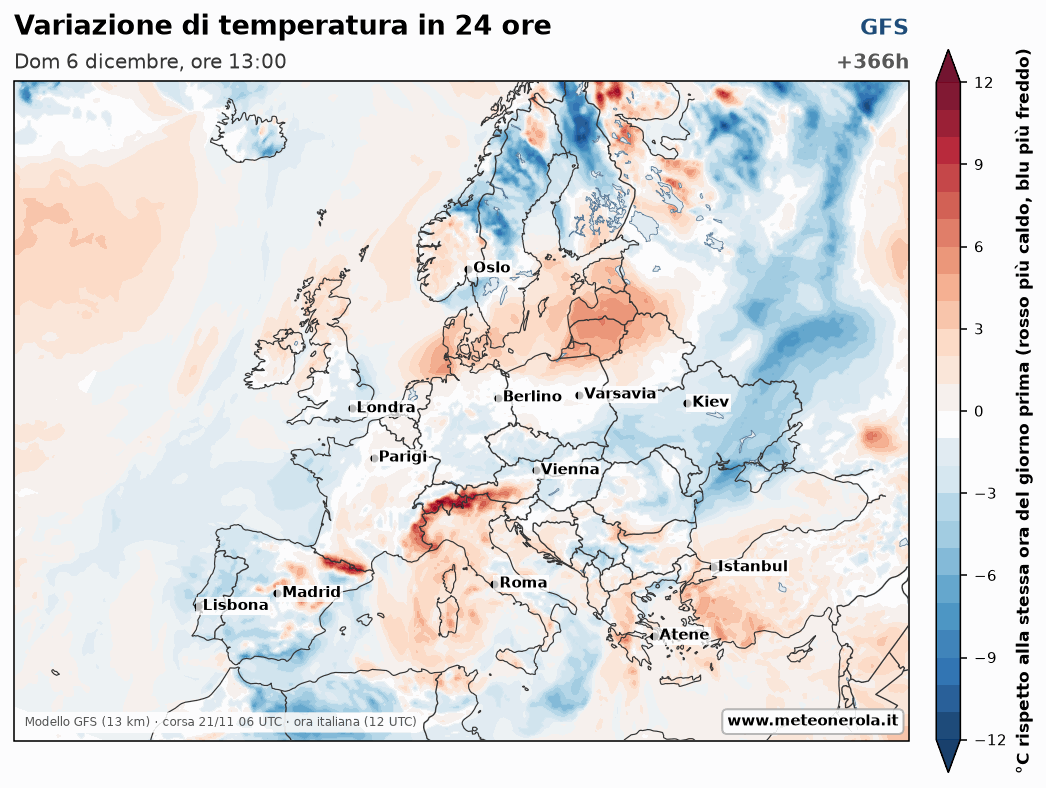 Variazione di temperatura in 24 ore
GFS
Dom 6 dicembre, ore 13:00
+366h
Oslo
Londra
Berlino
Varsavia
Kiev
Parigi
Vienna
Istanbul
Roma
Madrid
Lisbona
Atene
Modello GFS (13 km) · corsa 21/11 06 UTC · ora italiana (12 UTC)
www.meteonerola.it
12
9
6
3
0
−3
−6
−9
−12
°C rispetto alla stessa ora del giorno prima (rosso più caldo, blu più freddo)